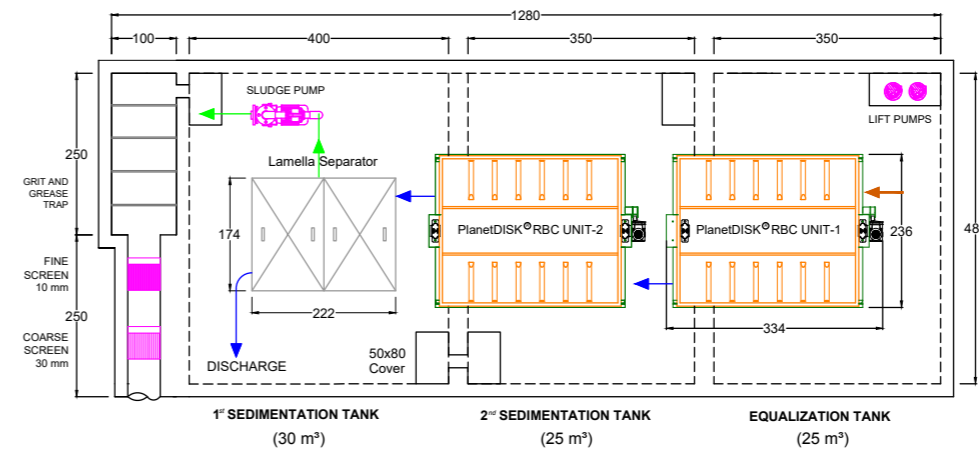 1280
100
400
350
350
SLUDGE PUMP
LIFT PUMPS
250
Lamella Separator
GRIT AND
GREASE
TRAP
174
PlanetDISK® RBC UNIT-2
PlanetDISK® RBC UNIT-1
236
48
FINE
SCREEN
10 mm
250
222
334
COARSE
SCREEN
30 mm
DISCHARGE
50x80
Cover
1st SEDIMENTATION TANK
(30 m³)
2nd SEDIMENTATION TANK
(25 m³)
EQUALIZATION TANK
(25 m³)